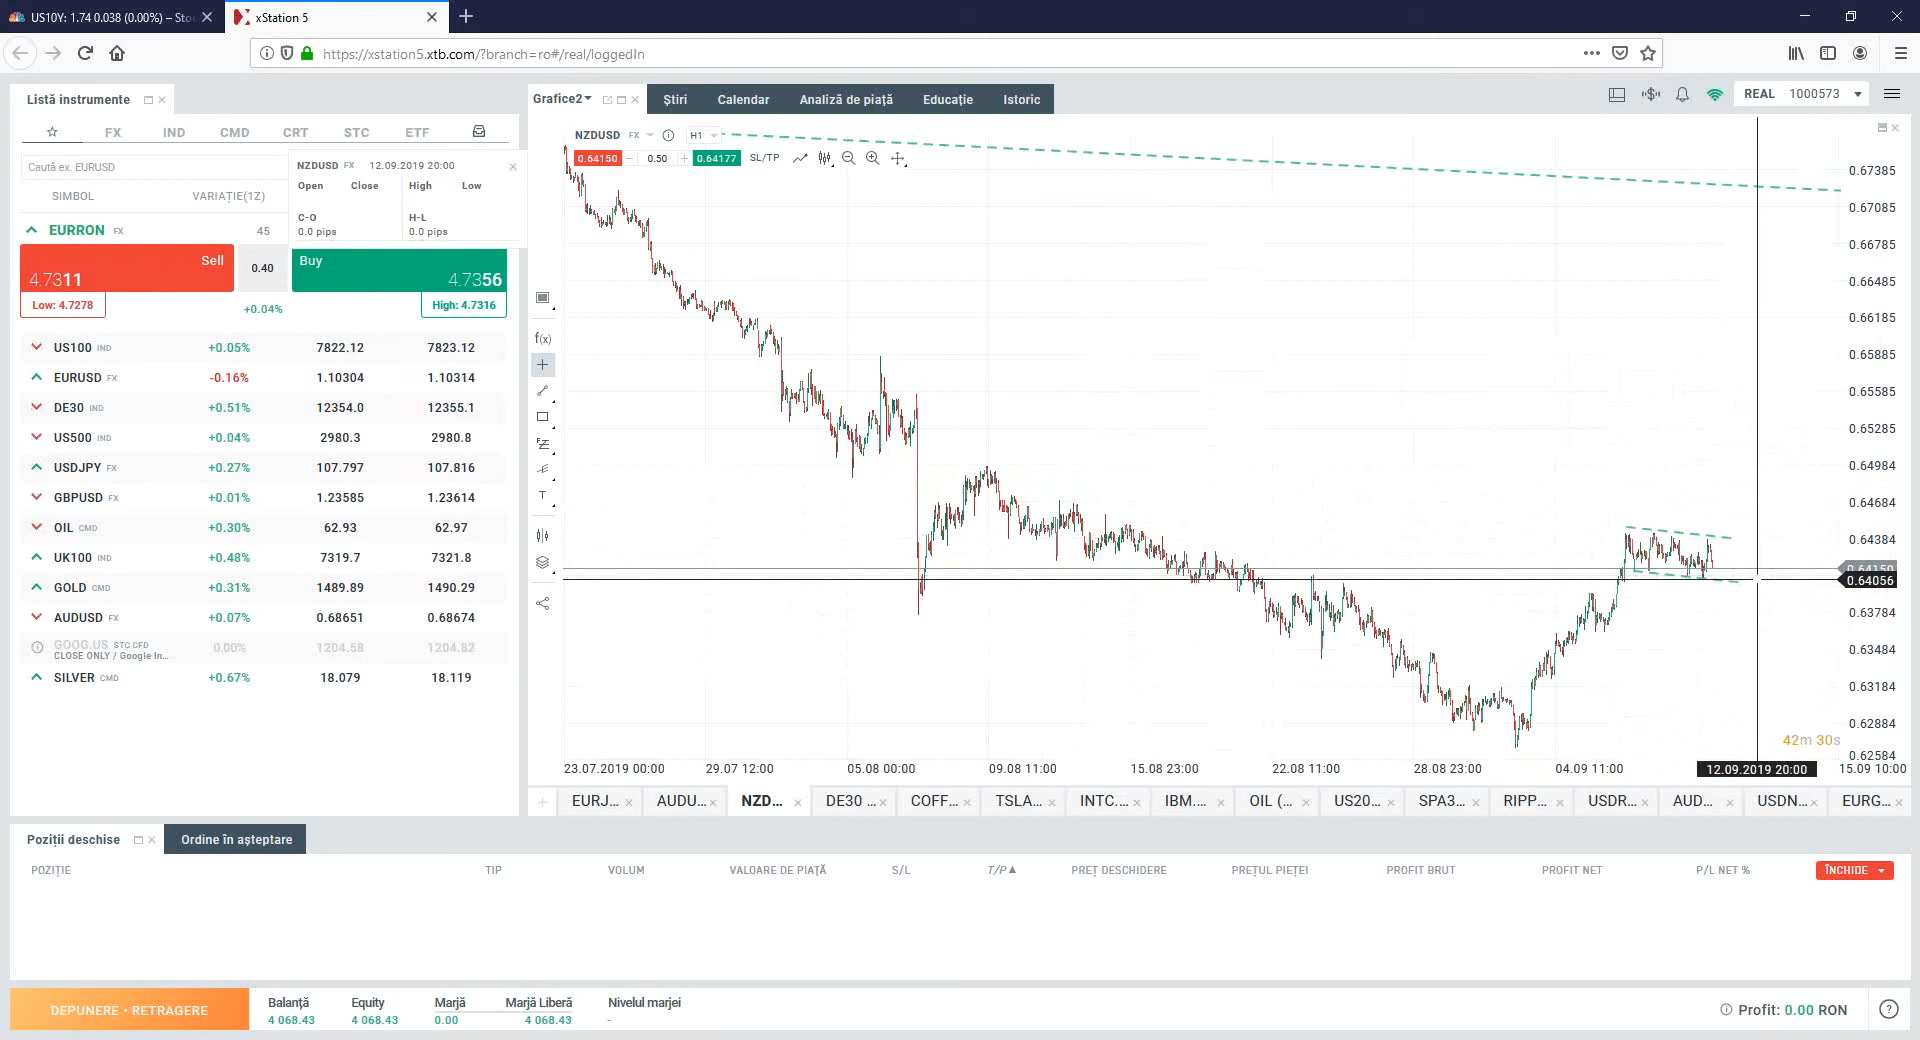 US10Y: 1.74 0.038 (0.00%) – Sto
xStation 5
https://xstation5.xtb.com/?branch=ro#/real/loggedIn
Listă instrumente
Grafice2
Știri
Calendar
Analiză de piață
Educație
Istoric
REAL 1000573
FX IND CMD CRT STC ETF
Caută ex. EURUSD
SIMBOL VARIAȚIE(1Z)
NZDUSD FX 12.09.2019 20:00
Open Close High Low
C-O H-L
0.0 pips 0.0 pips
EURRON FX 45
Sell 4.7311
0.40
Buy 4.7356
Low: 4.7278
+0.04%
High: 4.7316
US100 IND +0.05% 7822.12 7823.12
EURUSD FX -0.16% 1.10304 1.10314
DE30 IND +0.51% 12354.0 12355.1
US500 IND +0.04% 2980.3 2980.8
USDJPY FX +0.27% 107.797 107.816
GBPUSD FX +0.01% 1.23585 1.23614
OIL CMD +0.30% 62.93 62.97
UK100 IND +0.48% 7319.7 7321.8
GOLD CMD +0.31% 1489.89 1490.29
AUDUSD FX +0.07% 0.68651 0.68674
GOOG.US STC CFD 0.00% 1204.58 1204.82
CLOSE ONLY / Google In...
SILVER CMD +0.67% 18.079 18.119
NZDUSD FX H1
0.64150 0.50 0.64177 SL/TP
f(x)
T
0.67385
0.67085
0.66785
0.66485
0.66185
0.65885
0.65585
0.65285
0.64984
0.64684
0.64384
0.64150
0.64056
0.63784
0.63484
0.63184
0.62884
0.62584
42m 30s
23.07.2019 00:00 29.07 12:00 05.08 00:00 09.08 11:00 15.08 23:00 22.08 11:00 28.08 23:00 04.09 11:00 12.09.2019 20:00 15.09 10:00
EURJ... AUDU... NZD... DE30 ... COFF... TSLA... INTC.... IBM.... OIL (... US20... SPA3... RIPP... USDR... AUD... USDN... EURG...
Poziții deschise
Ordine în așteptare
POZIȚIE TIP VOLUM VALOARE DE PIAȚĂ S/L T/P PREȚ DESCHIDERE PREȚUL PIEȚEI PROFIT BRUT PROFIT NET P/L NET % ÎNCHIDE
DEPUNERE • RETRAGERE
Balanță Equity Marjă Marjă Liberă Nivelul marjei
4 068.43 4 068.43 0.00 4 068.43 -
Profit: 0.00 RON